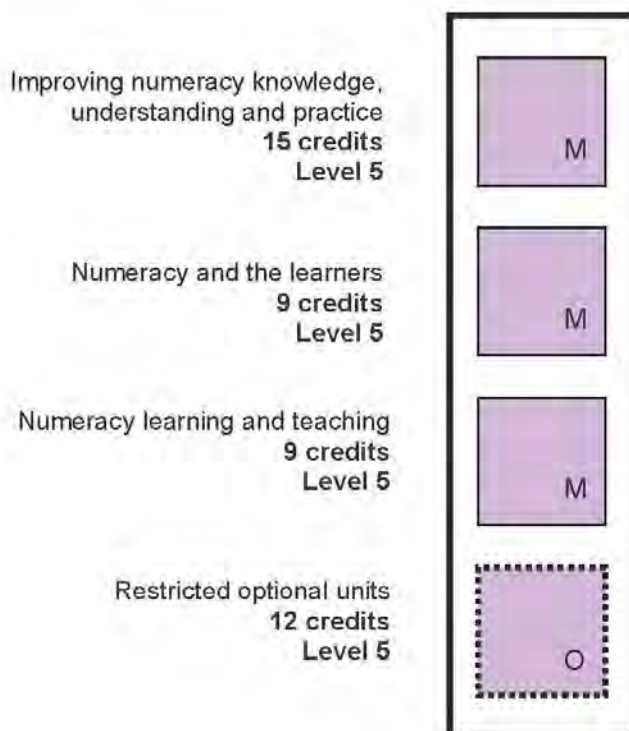 Improving numeracy knowledge,
understanding and practice
15 credits
Level 5
M
Numeracy and the learners
9 credits
Level 5
M
Numeracy learning and teaching
9 credits
Level 5
M
Restricted optional units
12 credits
Level 5
O